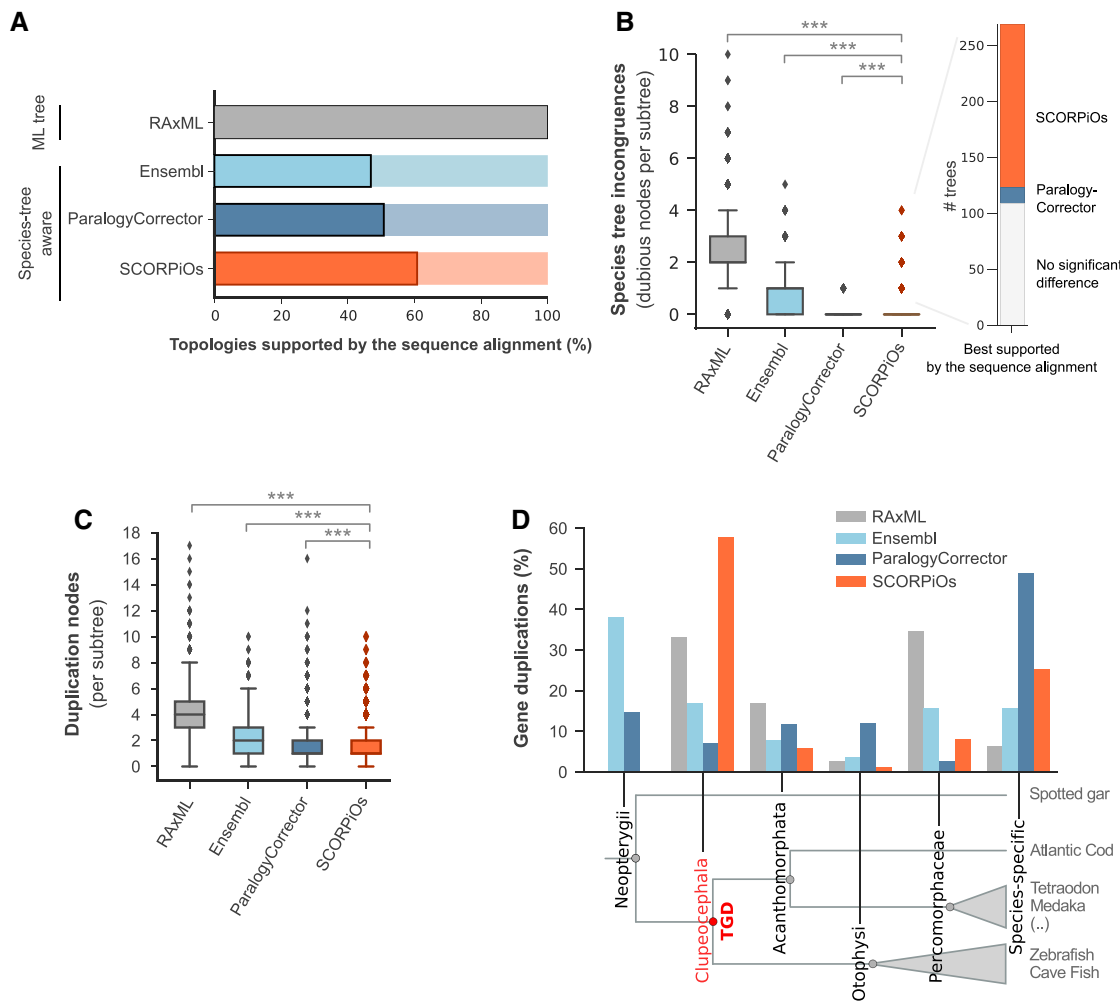 A
ML tree
Species-tree
aware
RAxML
Ensembl
ParalogyCorrector
SCORPiOs
0 20 40 60 80 100
Topologies supported by the sequence alignment (%)
B
Species tree incongruences
(dubious nodes per subtree)
10
8
6
4
2
0
***
***
***
RAxML
Ensembl
ParalogyCorrector
SCORPiOs
# trees
250
200
150
100
50
0
SCORPiOs
Paralogy-
Corrector
No significant
difference
Best supported
by the sequence alignment
C
Duplication nodes
(per subtree)
18
16
14
12
10
8
6
4
2
0
***
***
***
RAxML
Ensembl
ParalogyCorrector
SCORPiOs
D
Gene duplications (%)
60
50
40
30
20
10
0
RAxML
Ensembl
ParalogyCorrector
SCORPiOs
Neopterygii
Clupeocephala
TGD
Acanthomorphata
Otophysi
Percomorphaceae
Species-specific
Spotted gar
Atlantic Cod
Tetraodon
Medaka
(..)
Zebrafish
Cave Fish